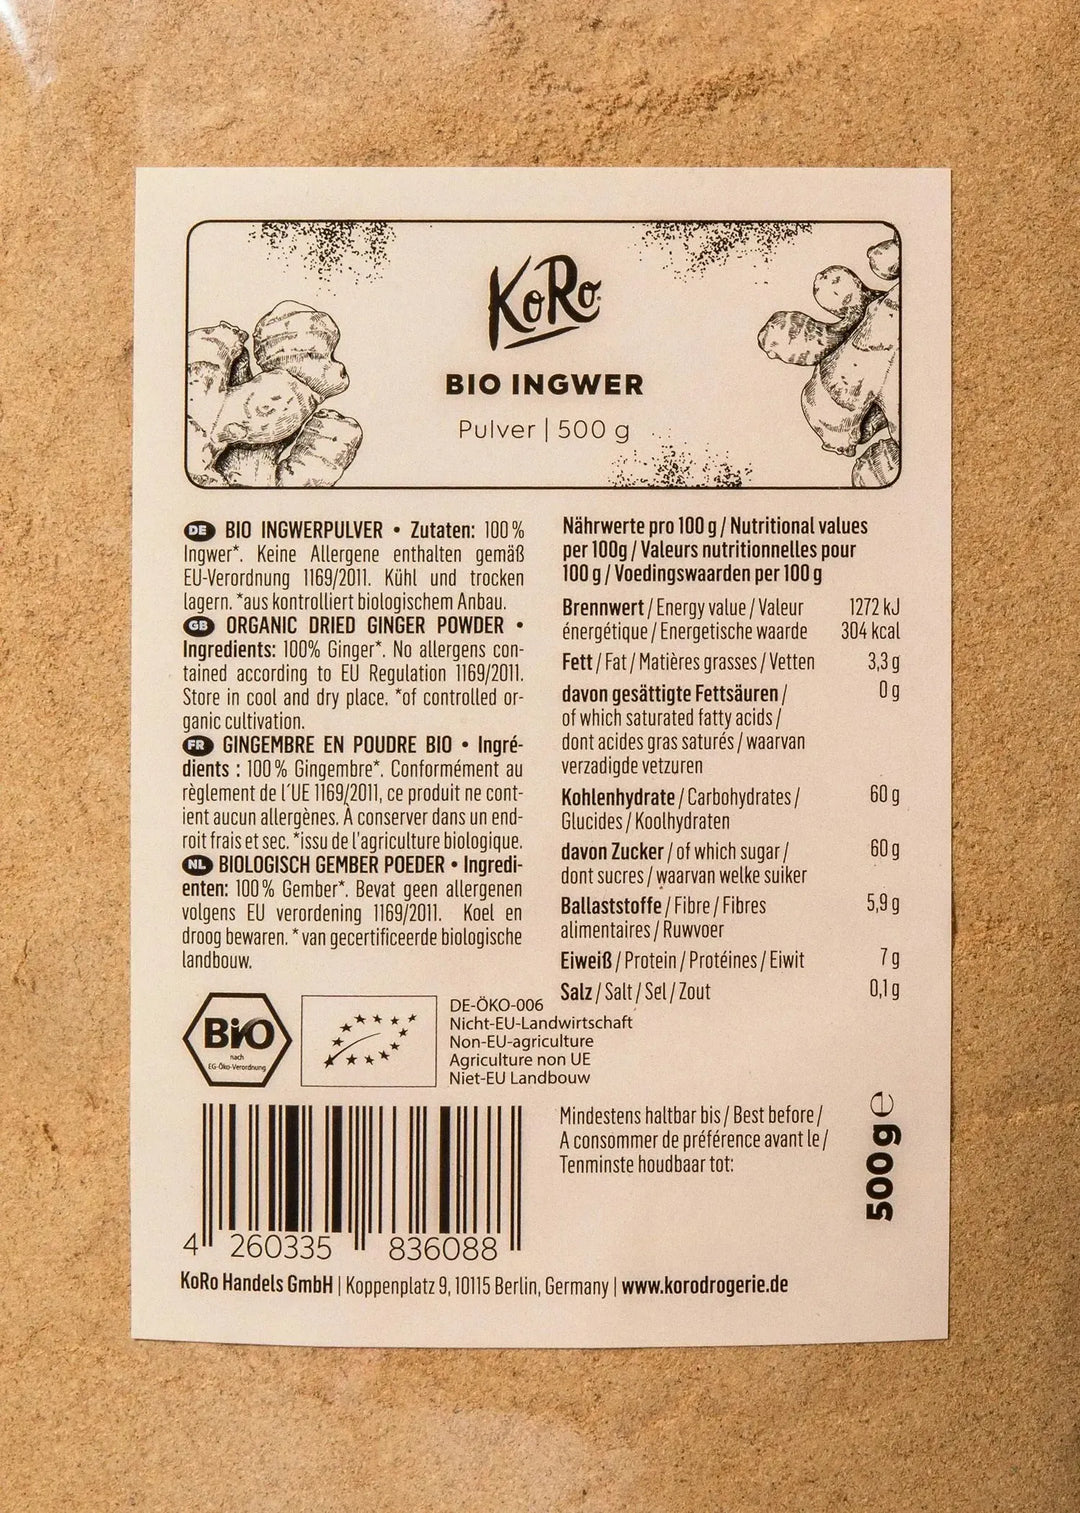 KoRo
BIO INGWER
Pulver | 500 g
DE BIO INGWERPULVER • Zutaten: 100 %
Ingwer*. Keine Allergene enthalten gemäß
EU-Verordnung 1169/2011. Kühl und trocken
lagern. *aus kontrolliert biologischem Anbau.
GB ORGANIC DRIED GINGER POWDER •
Ingredients: 100% Ginger*. No allergens con-
tained according to EU Regulation 1169/2011.
Store in cool and dry place. *of controlled or-
ganic cultivation.
FR GINGEMBRE EN POUDRE BIO • Ingré-
dients : 100 % Gingembre*. Conformément au
règlement de l´UE 1169/2011, ce produit ne cont-
ient aucun allergènes. À conserver dans un end-
roit frais et sec. *issu de l'agriculture biologique.
NL BIOLOGISCH GEMBER POEDER • Ingredi-
enten: 100 % Gember*. Bevat geen allergenen
volgens EU verordening 1169/2011. Koel en
droog bewaren. * van gecertificeerde biologische
landbouw.
Nährwerte pro 100 g / Nutritional values
per 100g / Valeurs nutritionnelles pour
100 g / Voedingswaarden per 100 g
Brennwert / Energy value / Valeur 1272 kJ
énergétique / Energetische waarde 304 kcal
Fett / Fat / Matières grasses / Vetten 3,3 g
davon gesättigte Fettsäuren / 0 g
of which saturated fatty acids /
dont acides gras saturés / waarvan
verzadigde vetzuren
Kohlenhydrate / Carbohydrates / 60 g
Glucides / Koolhydraten
davon Zucker / of which sugar / 60 g
dont sucres / waarvan welke suiker
Ballaststoffe / Fibre / Fibres 5,9 g
alimentaires / Ruwvoer
Eiweiß / Protein / Protéines / Eiwit 7 g
Salz / Salt / Sel / Zout 0,1 g
Bio
nach
EG-Öko-Verordnung
DE-ÖKO-006
Nicht-EU-Landwirtschaft
Non-EU-agriculture
Agriculture non UE
Niet-EU Landbouw
Mindestens haltbar bis / Best before /
A consommer de préférence avant le /
Tenminste houdbaar tot:
500g e
4 260335 836088
KoRo Handels GmbH | Koppenplatz 9, 10115 Berlin, Germany | www.korodrogerie.de